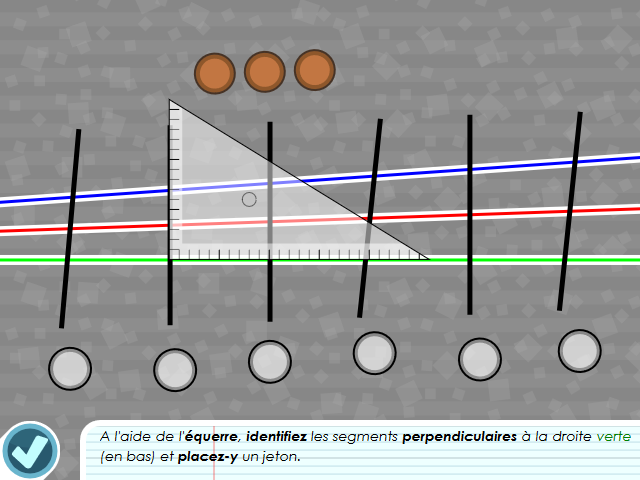 A l'aide de l'équerre, identifiez les segments perpendiculaires à la droite verte
(en bas) et placez-y un jeton.